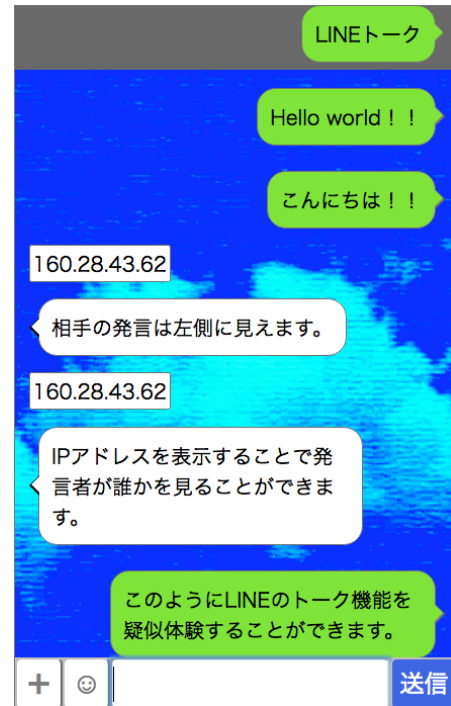 LINEトーク
Hello world！！
こんにちは！！
160.28.43.62
相手の発言は左側に見えます。
160.28.43.62
IPアドレスを表示することで発
言者が誰かを見ることができま
す。
このようにLINEのトーク機能を
疑似体験することができます。
+
送信